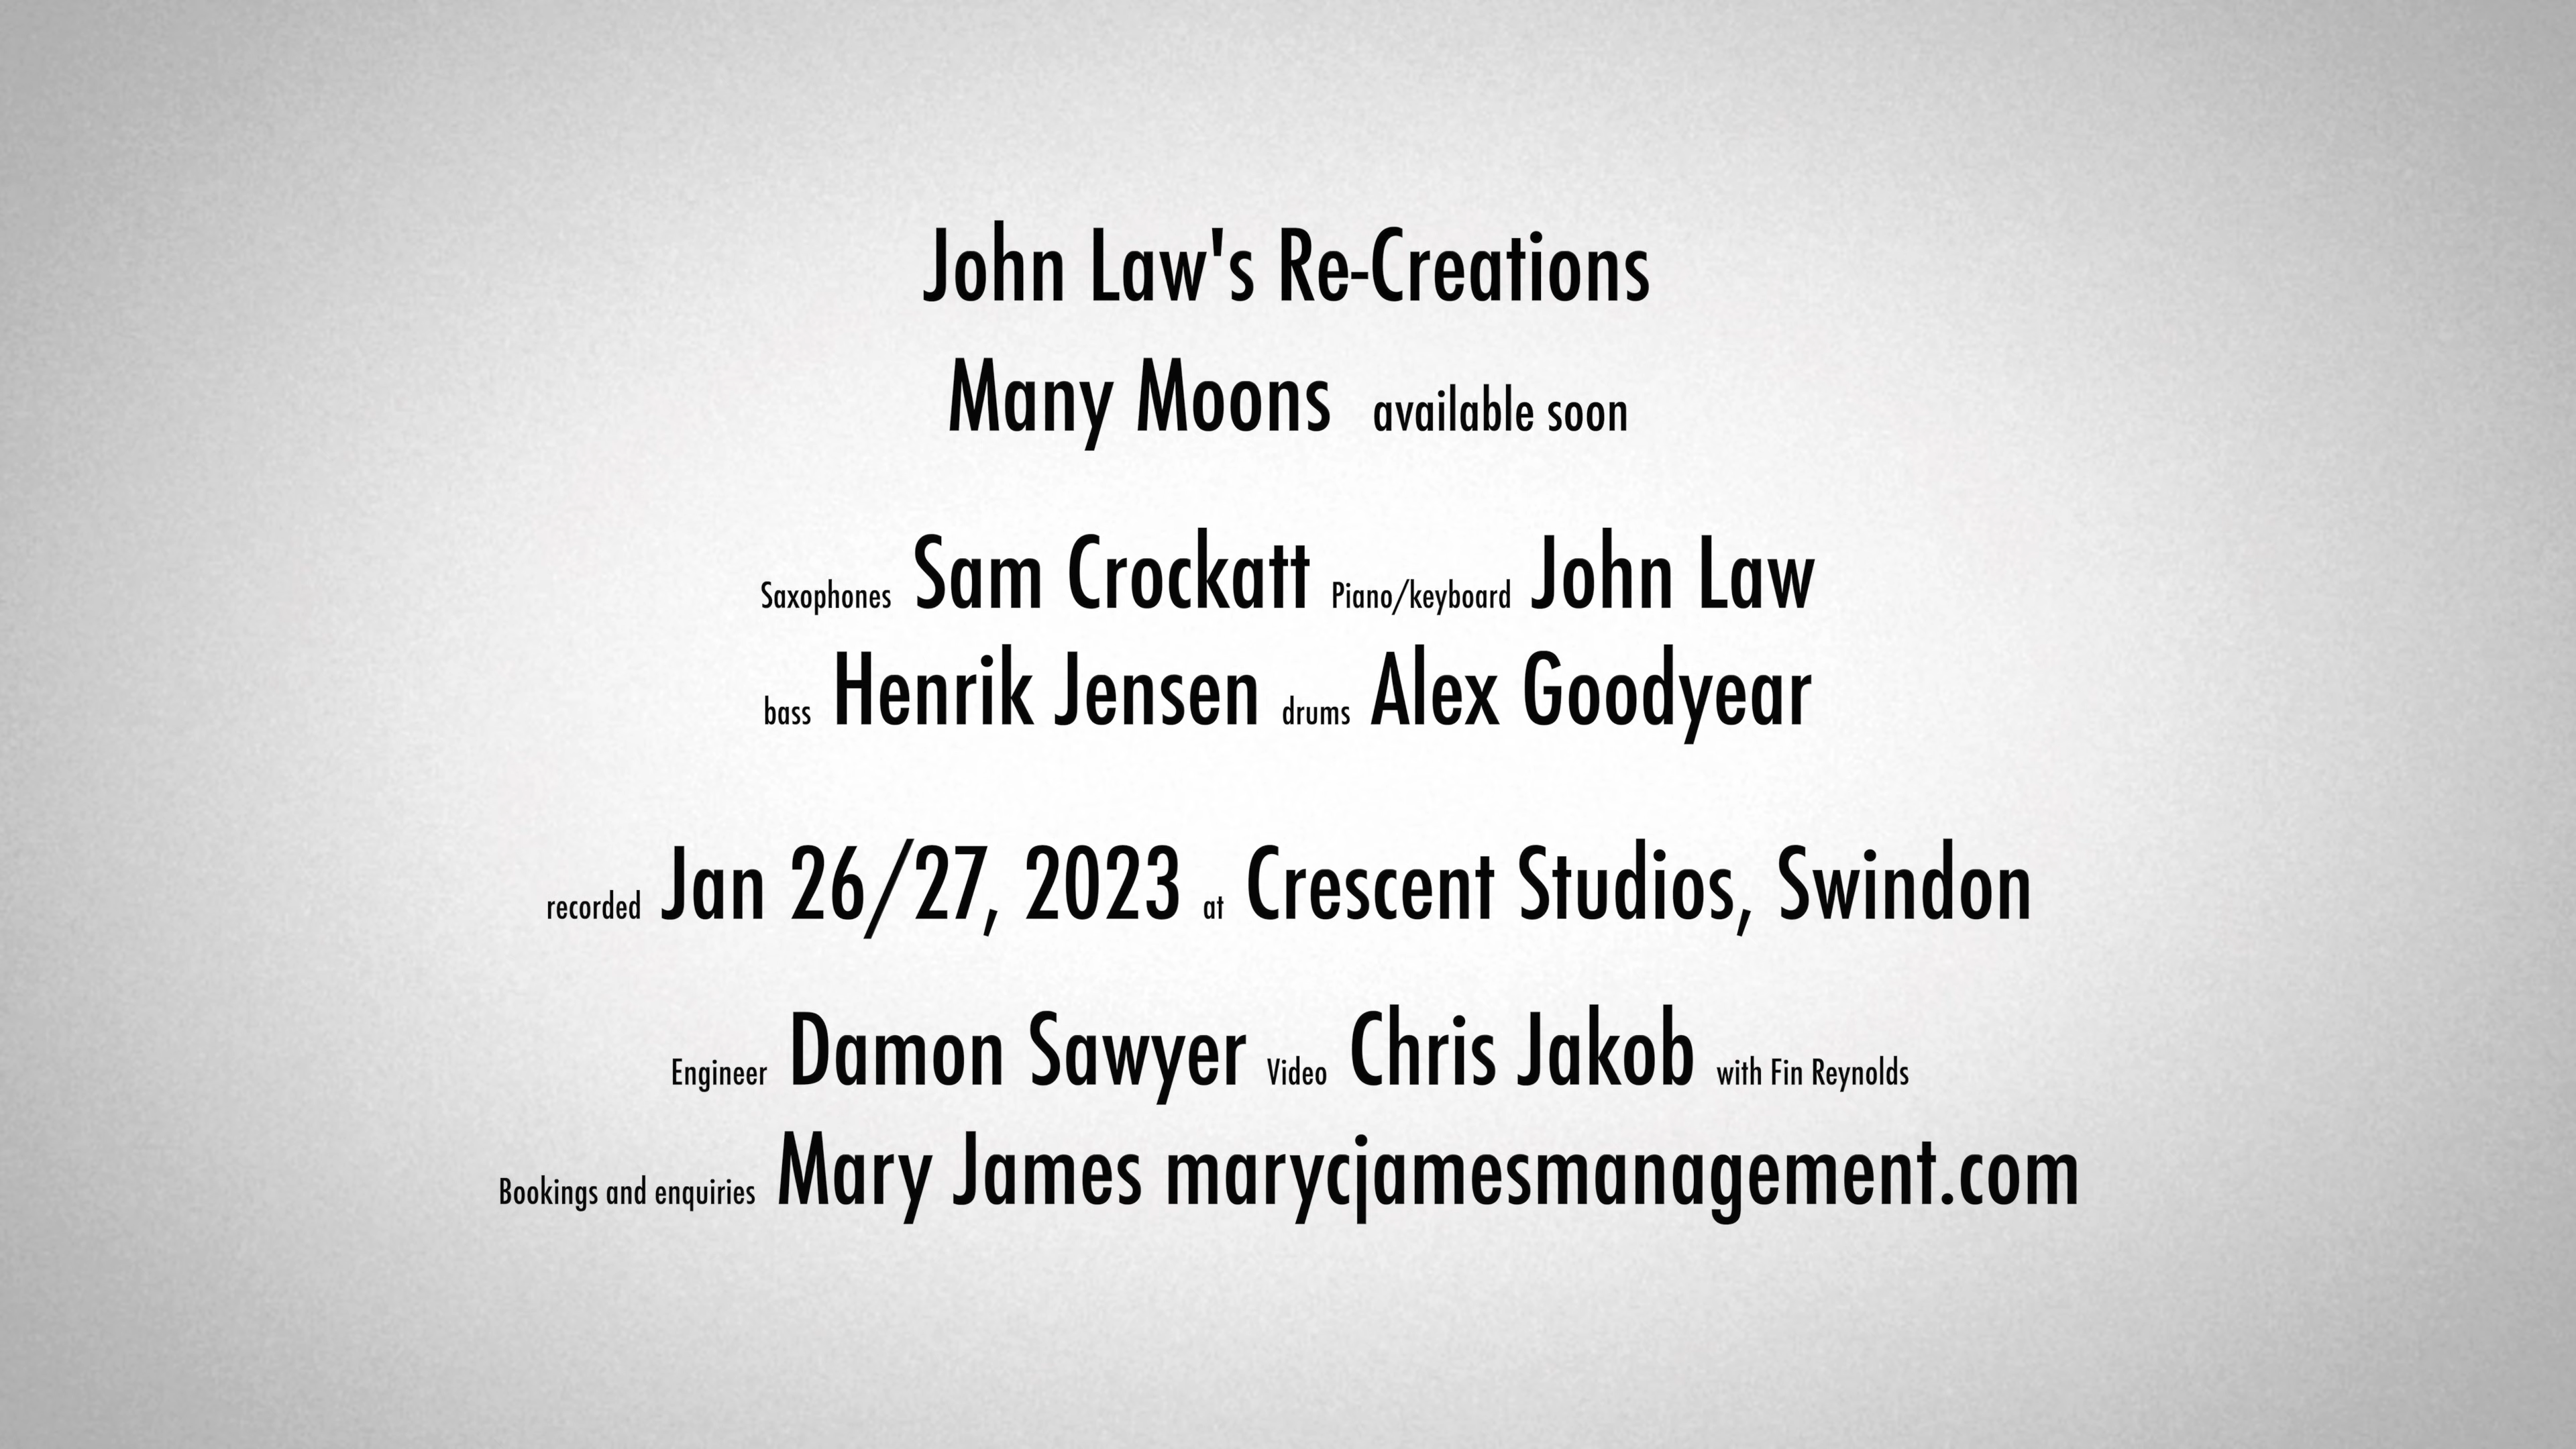 John Law's Re-Creations
Many Moons available soon
Saxophones Sam Crockatt Piano/keyboard John Law
bass Henrik Jensen drums Alex Goodyear
recorded Jan 26/27, 2023 at Crescent Studios, Swindon
Engineer Damon Sawyer Video Chris Jakob with Fin Reynolds
Bookings and enquiries Mary James marycjamesmanagement.com